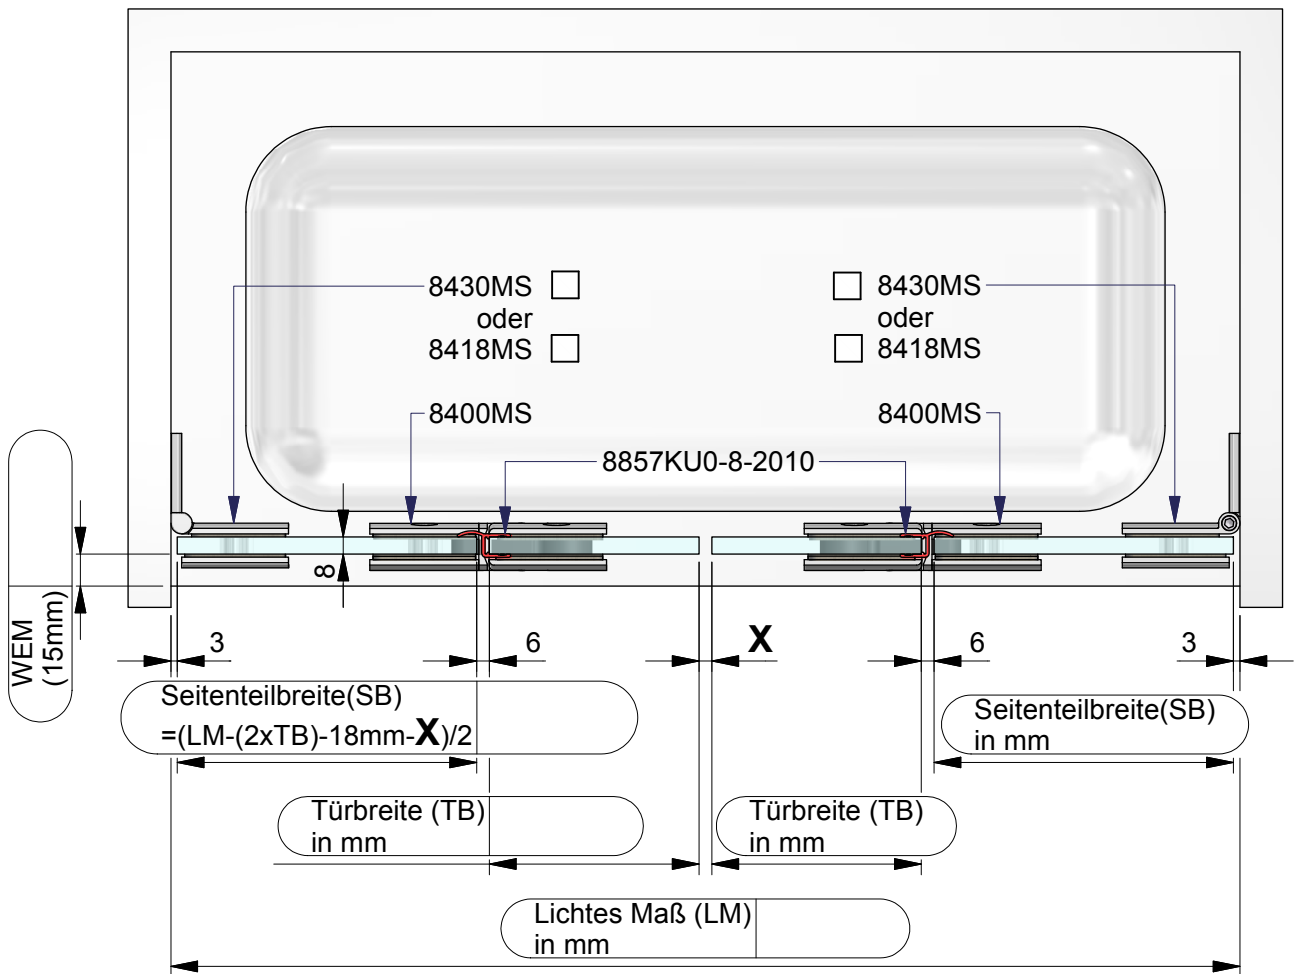 8430MS
oder
8418MS
8430MS
oder
8418MS
8400MS
8400MS
8857KU0-8-2010
8
WEM
(15mm)
3
6
X
6
3
Seitenteilbreite(SB)
=(LM-(2xTB)-18mm-X)/2
Seitenteilbreite(SB)
in mm
Türbreite (TB)
in mm
Türbreite (TB)
in mm
Lichtes Maß (LM)
in mm